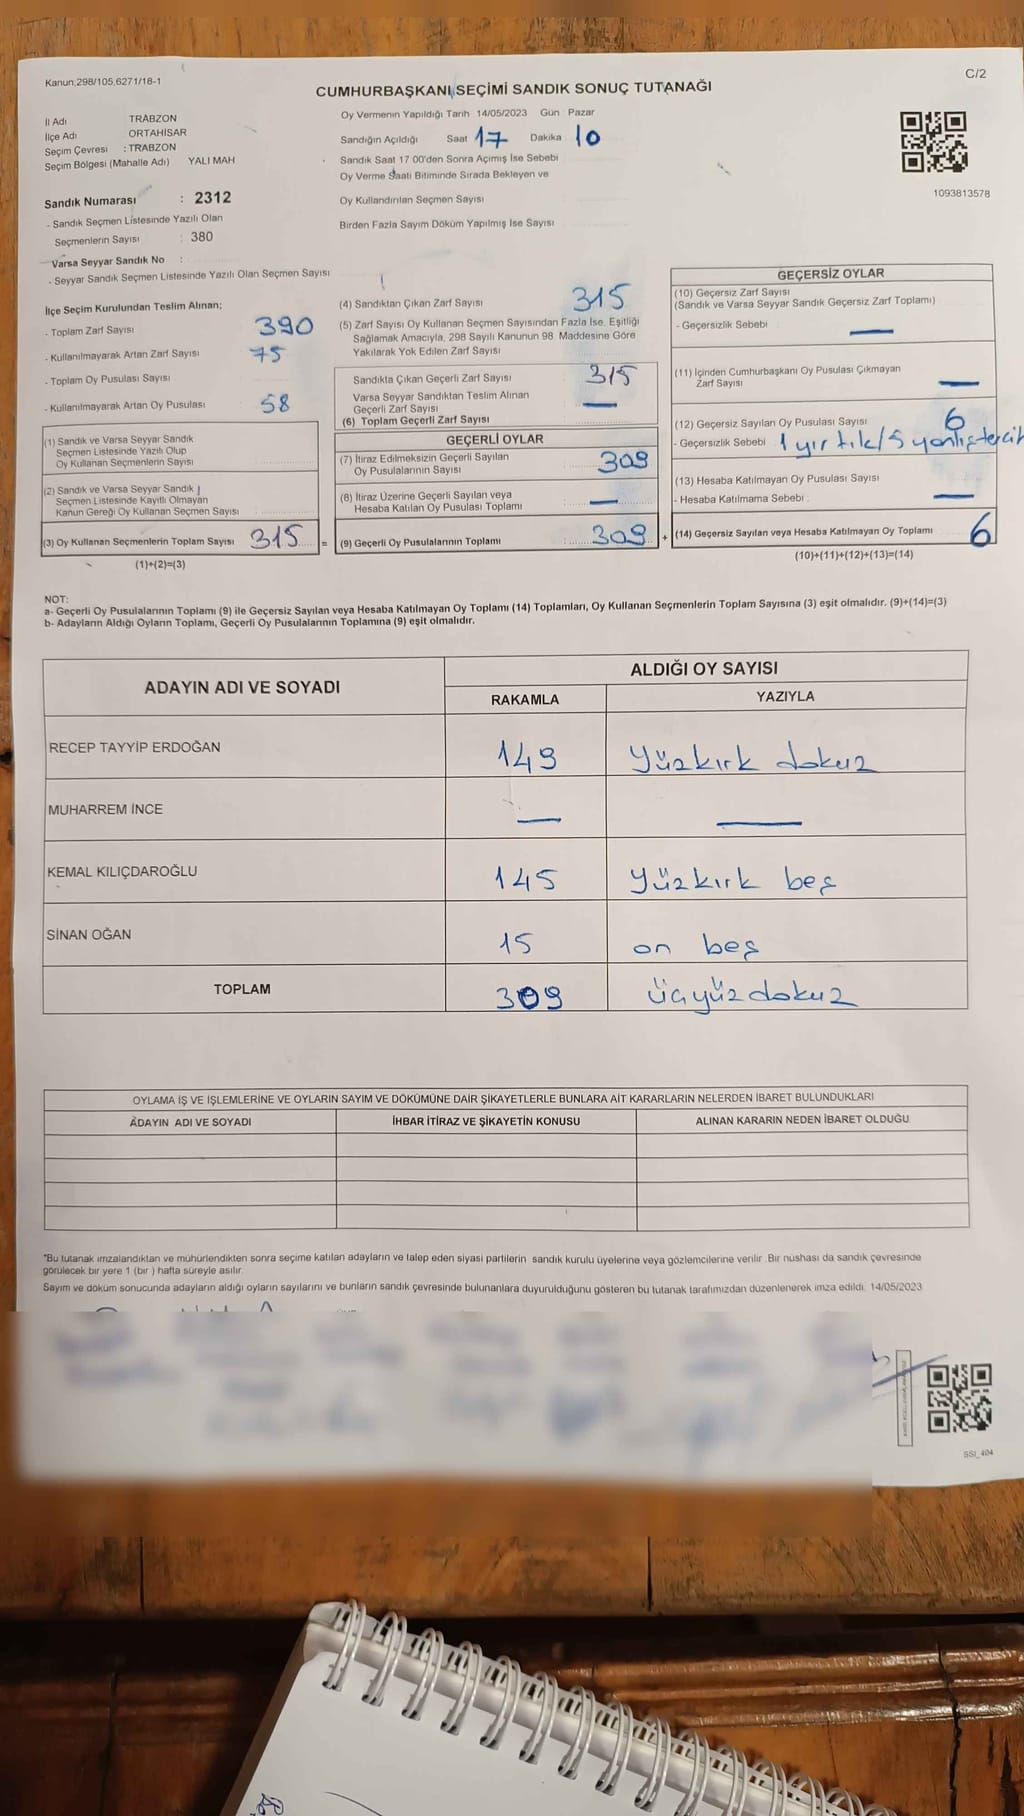 Kanun;298/105,6271/18-1
C/2
CUMHURBAŞKANI SEÇİMİ SANDIK SONUÇ TUTANAĞI
İl Adı TRABZON
İlçe Adı ORTAHİSAR
Seçim Çevresi : TRABZON
Seçim Bölgesi (Mahalle Adı) YALI MAH
Sandık Numarası : 2312
- Sandık Seçmen Listesinde Yazılı Olan
Seçmenlerin Sayısı : 380
Varsa Seyyar Sandık No :
- Seyyar Sandık Seçmen Listesinde Yazılı Olan Seçmen Sayısı
Oy Vermenin Yapıldığı Tarih 14/05/2023 Gün Pazar
Sandığın Açıldığı Saat 17 Dakika 10
Sandık Saat 17 00'den Sonra Açımış İse Sebebi
Oy Verme Saati Bitiminde Sırada Bekleyen ve
Oy Kullandırılan Seçmen Sayısı
Birden Fazla Sayım Döküm Yapılmış İse Sayısı
1093813578
İlçe Seçim Kurulundan Teslim Alınan;
- Toplam Zarf Sayısı 390
- Kullanılmayarak Artan Zarf Sayısı 75
- Toplam Oy Pusulası Sayısı
- Kullanılmayarak Artan Oy Pusulası 58
(1) Sandık ve Varsa Seyyar Sandık
Seçmen Listesinde Yazılı Olup
Oy Kullanan Seçmenlerin Sayısı
(2) Sandık ve Varsa Seyyar Sandık
Seçmen Listesinde Kayıtlı Olmayan
Kanun Gereği Oy Kullanan Seçmen Sayısı
(3) Oy Kullanan Seçmenlerin Toplam Sayısı 315 =
(1)+(2)=(3)
(4) Sandıktan Çıkan Zarf Sayısı 315
(5) Zarf Sayısı Oy Kullanan Seçmen Sayısından Fazla İse, Eşitliği
Sağlamak Amacıyla, 298 Sayılı Kanunun 98. Maddesine Göre
Yakılarak Yok Edilen Zarf Sayısı
Sandıkta Çıkan Geçerli Zarf Sayısı 315
Varsa Seyyar Sandıktan Teslim Alınan
Geçerli Zarf Sayısı —
(6) Toplam Geçerli Zarf Sayısı
GEÇERLİ OYLAR
(7) İtiraz Edilmeksizin Geçerli Sayılan
Oy Pusulalarının Sayısı 309
(8) İtiraz Üzerine Geçerli Sayılan veya
Hesaba Katılan Oy Pusulası Toplamı —
(9) Geçerli Oy Pusulalarının Toplamı 309 +
GEÇERSİZ OYLAR
(10) Geçersiz Zarf Sayısı
(Sandık ve Varsa Seyyar Sandık Geçersiz Zarf Toplamı)
- Geçersizlik Sebebi —
(11) İçinden Cumhurbaşkanı Oy Pusulası Çıkmayan
Zarf Sayısı —
(12) Geçersiz Sayılan Oy Pusulası Sayısı 6
- Geçersizlik Sebebi 1 yırtık/5 yanlış tercih
(13) Hesaba Katılmayan Oy Pusulası Sayısı
- Hesaba Katılmama Sebebi : —
(14) Geçersiz Sayılan veya Hesaba Katılmayan Oy Toplamı 6
(10)+(11)+(12)+(13)=(14)
NOT:
a- Geçerli Oy Pusulalarının Toplamı (9) ile Geçersiz Sayılan veya Hesaba Katılmayan Oy Toplamı (14) Toplamları, Oy Kullanan Seçmenlerin Toplam Sayısına (3) eşit olmalıdır. (9)+(14)=(3)
b- Adayların Aldığı Oyların Toplamı, Geçerli Oy Pusulalarının Toplamına (9) eşit olmalıdır.
ADAYIN ADI VE SOYADI ALDIĞI OY SAYISI
RAKAMLA YAZIYLA
RECEP TAYYİP ERDOĞAN 149 Yüzkırk dokuz
MUHARREM İNCE — —
KEMAL KILIÇDAROĞLU 145 Yüzkırk beş
SİNAN OĞAN 15 on beş
TOPLAM 309 üçyüz dokuz
OYLAMA İŞ VE İŞLEMLERİNE VE OYLARIN SAYIM VE DÖKÜMÜNE DAİR ŞİKAYETLERLE BUNLARA AİT KARARLARIN NELERDEN İBARET BULUNDUKLARI
ADAYIN ADI VE SOYADI İHBAR İTİRAZ VE ŞİKAYETİN KONUSU ALINAN KARARIN NEDEN İBARET OLDUĞU
*Bu tutanak imzalandıktan ve mühürlendikten sonra seçime katılan adayların ve talep eden siyasi partilerin sandık kurulu üyelerine veya gözlemcilerine verilir. Bir nüshası da sandık çevresinde
görülecek bir yere 1 (bir ) hafta süreyle asılır.
Sayım ve döküm sonucunda adayların aldığı oyların sayılarını ve bunların sandık çevresinde bulunanlara duyurulduğunu gösteren bu tutanak tarafımızdan düzenlenerek imza edildi. 14/05/2023
SSI_404